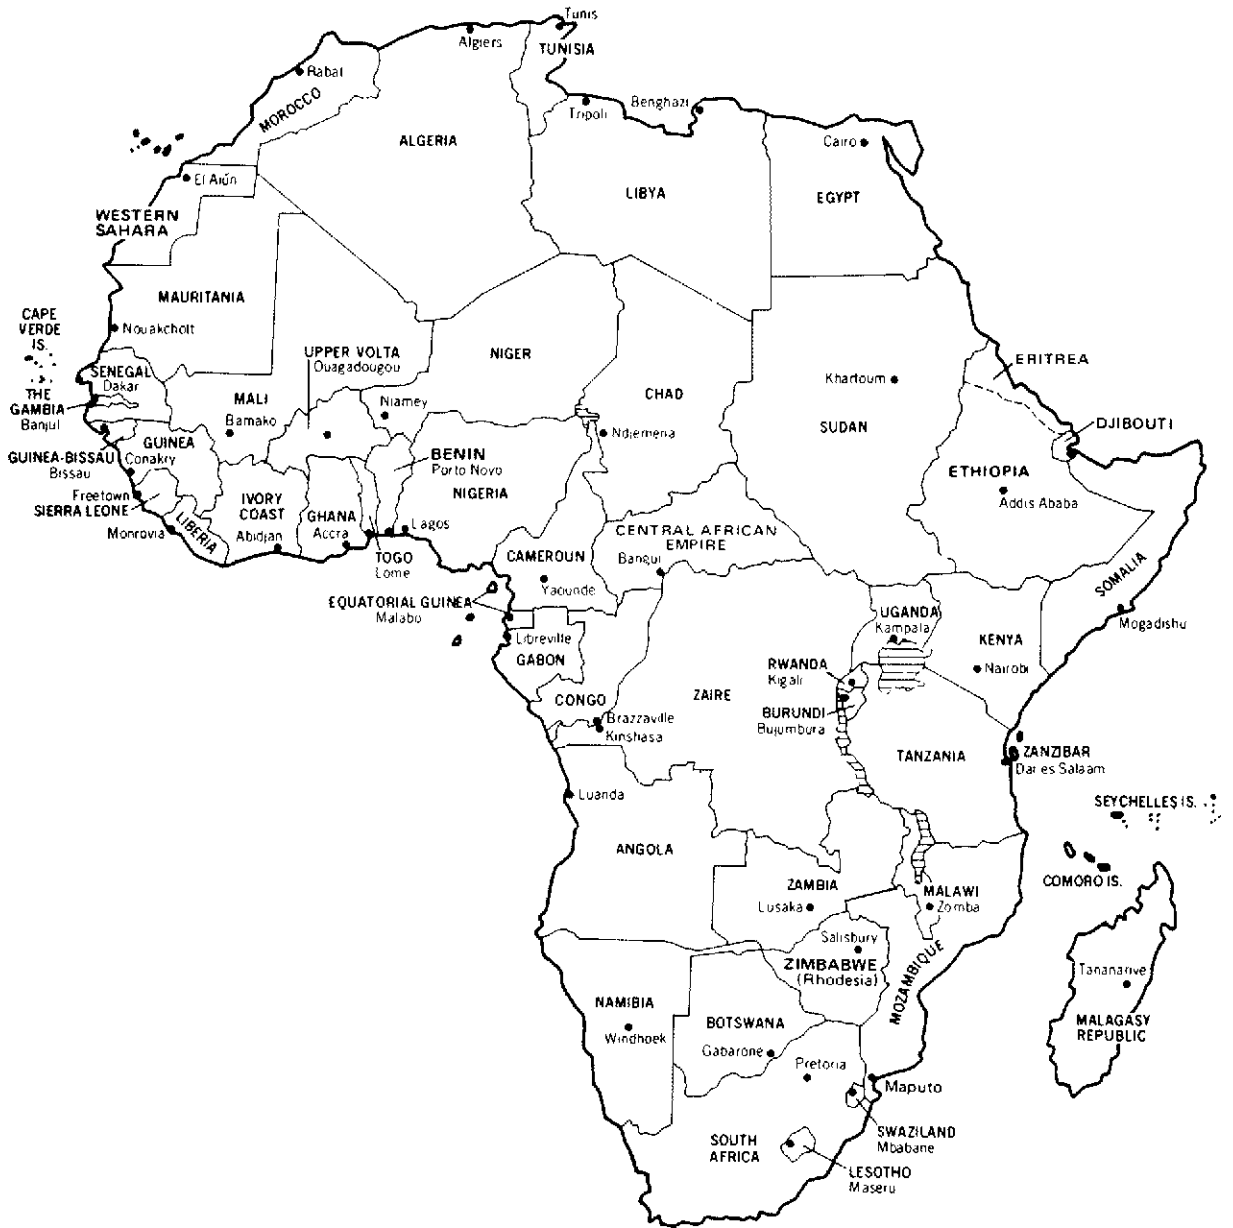 Tunis
Algiers
TUNISIA
Rabat
MOROCCO
Tripoli
Benghazi
ALGERIA
Cairo
El Aiún
LIBYA
EGYPT
WESTERN
SAHARA
MAURITANIA
CAPE
VERDE
IS.
Nouakchott
UPPER VOLTA
Ouagadougou
NIGER
ERITREA
SENEGAL
Dakar
Khartoum
THE
GAMBIA
Banjul
MALI
Bamako
Niamey
CHAD
Ndjemena
SUDAN
DJIBOUTI
GUINEA
Conakry
GUINEA-BISSAU
Bissau
BENIN
Porto Novo
NIGERIA
ETHIOPIA
Addis Ababa
Freetown
SIERRA LEONE
IVORY
COAST
Abidjan
GHANA
Accra
Lagos
Monrovia
LIBERIA
TOGO
Lome
CAMEROUN
Yaounde
CENTRAL AFRICAN
EMPIRE
Bangui
SOMALIA
EQUATORIAL GUINEA
Malabo
UGANDA
Kampala
Mogadishu
Libreville
GABON
KENYA
Nairobi
RWANDA
Kigali
CONGO
ZAIRE
BURUNDI
Bujumbura
Brazzaville
Kinshasa
TANZANIA
ZANZIBAR
Dar es Salaam
Luanda
SEYCHELLES IS.
ANGOLA
COMORO IS.
ZAMBIA
Lusaka
MALAWI
Zomba
Salisbury
ZIMBABWE
(Rhodesia)
MOZAMBIQUE
Tananarive
NAMIBIA
Windhoek
BOTSWANA
Gabarone
MALAGASY
REPUBLIC
Pretoria
Maputo
SWAZILAND
Mbabane
SOUTH
AFRICA
LESOTHO
Maseru